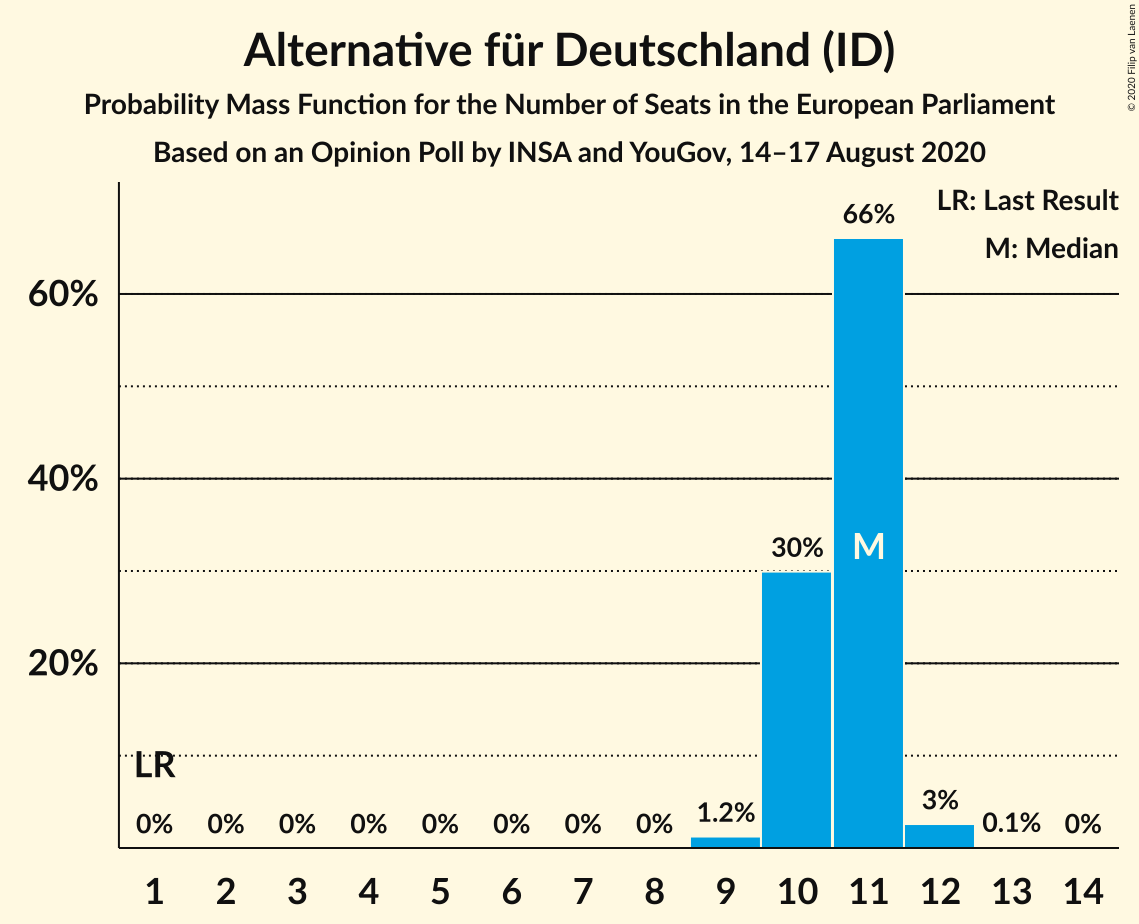 Alternative für Deutschland (ID)
Probability Mass Function for the Number of Seats in the European Parliament
Based on an Opinion Poll by INSA and YouGov, 14–17 August 2020
© 2020 Filip van Laenen
LR: Last Result
M: Median
66%
60%
40%
30%
M
20%
LR
0% 0% 0% 0% 0% 0% 0% 0% 1.2% 3% 0.1% 0%
1 2 3 4 5 6 7 8 9 10 11 12 13 14